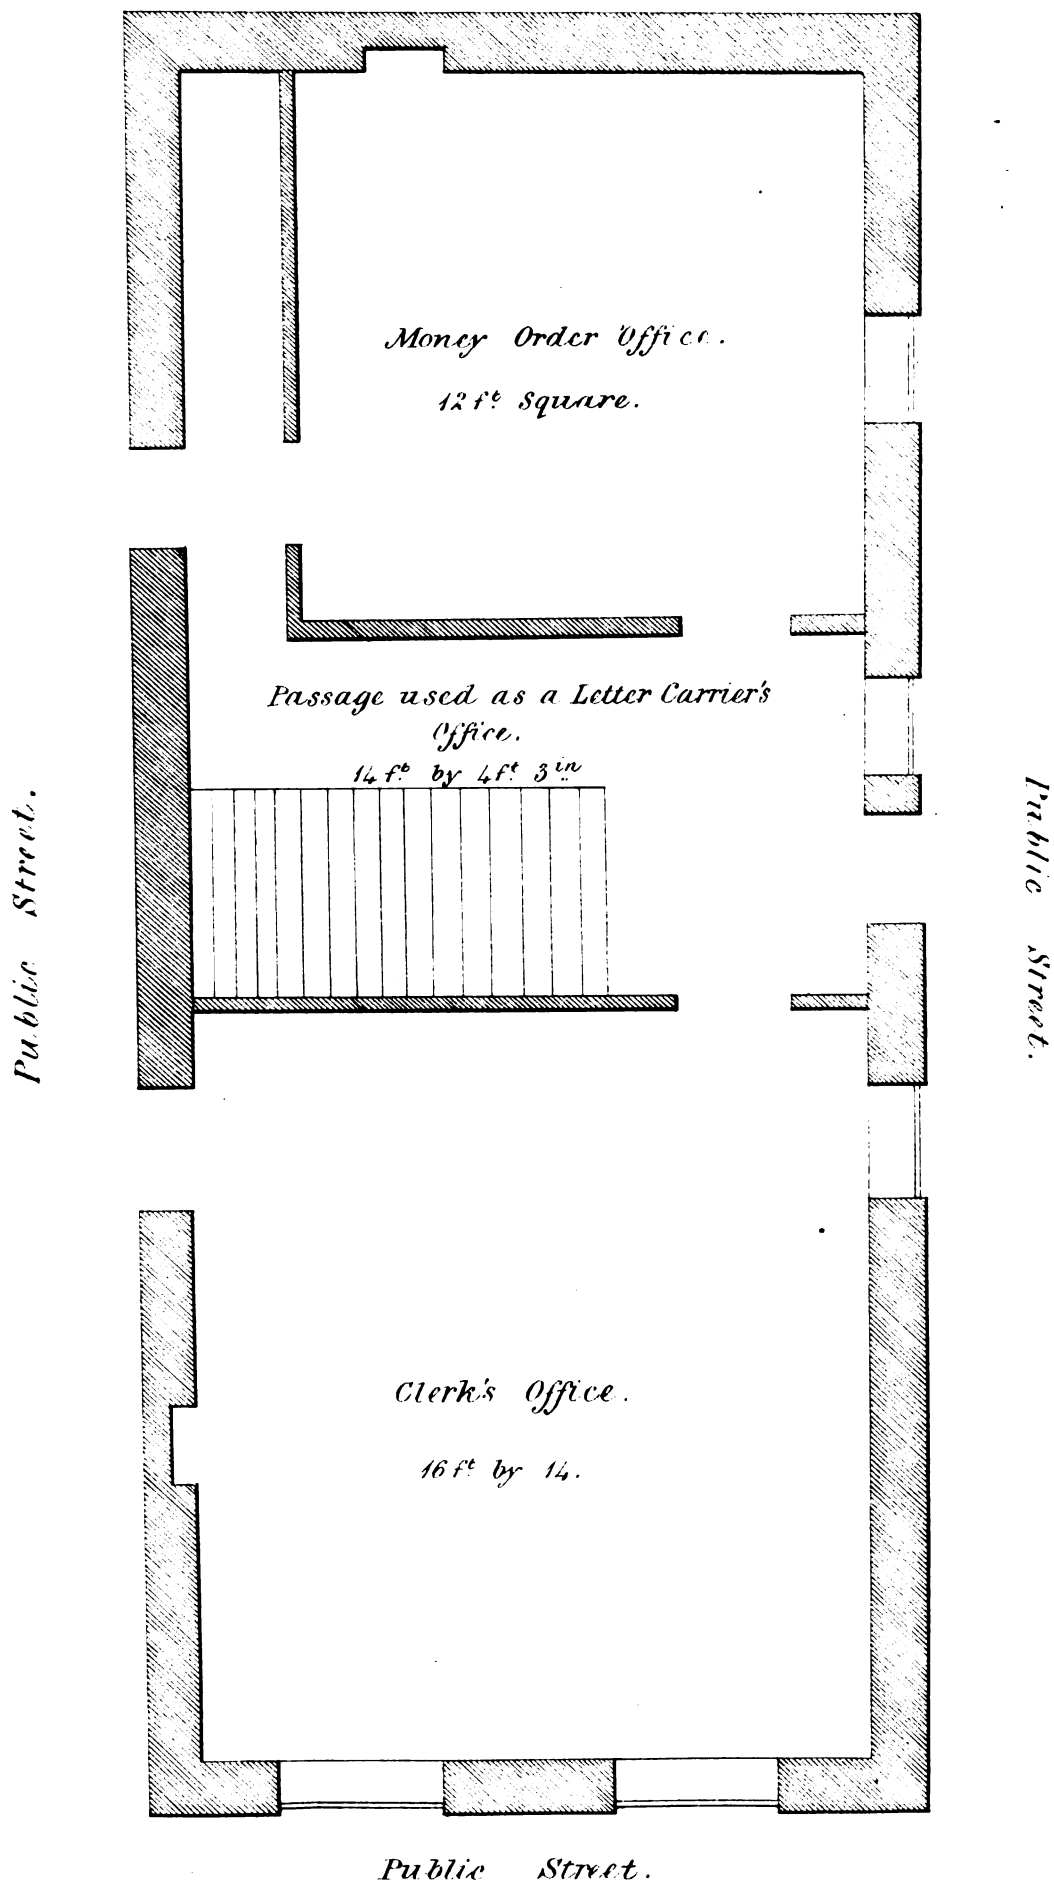 Money Order Office.
12 ft. Square.
Passage used as a Letter Carrier's
Office.
14 ft. by 4 ft. 3 in.
Public Street.
Public Street.
Clerk's Office.
16 ft. by 14.
Public Street.